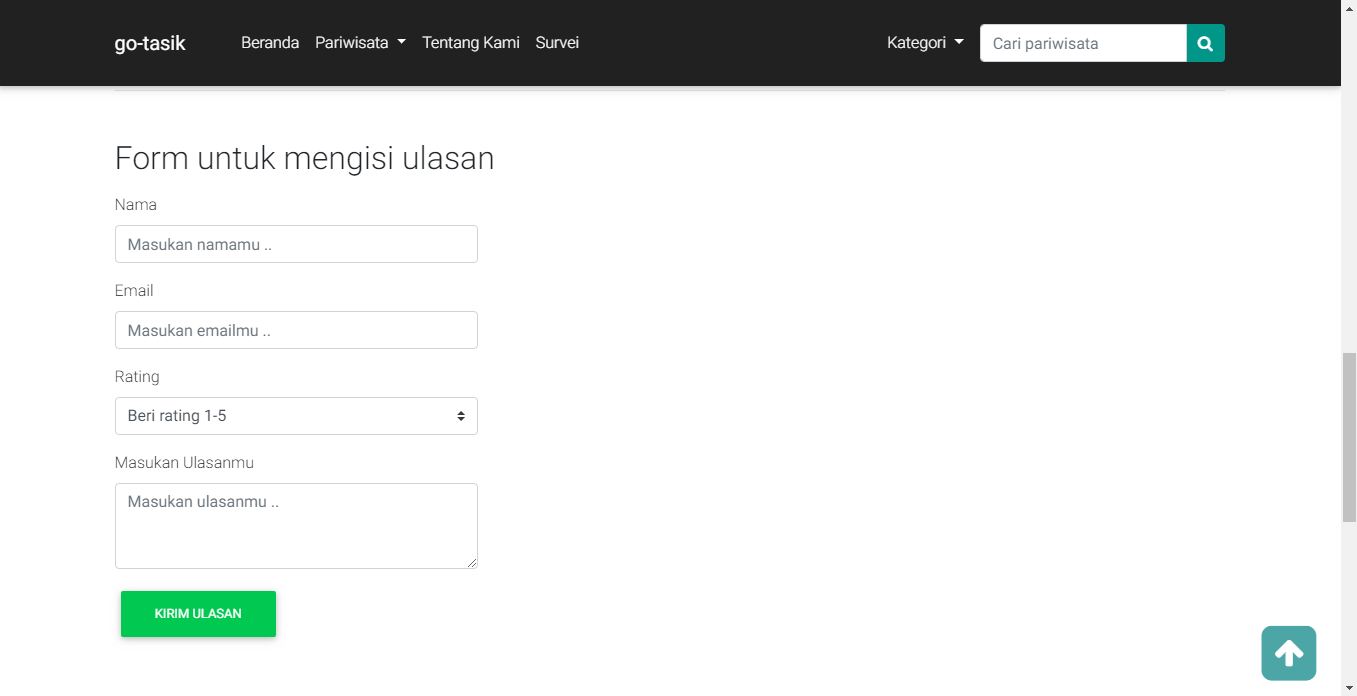 go-tasik Beranda Pariwisata Tentang Kami Survei Kategori Cari pariwisata
Form untuk mengisi ulasan
Nama
Masukan namamu ..
Email
Masukan emailmu ..
Rating
Beri rating 1-5
Masukan Ulasanmu
Masukan ulasanmu ..
KIRIM ULASAN